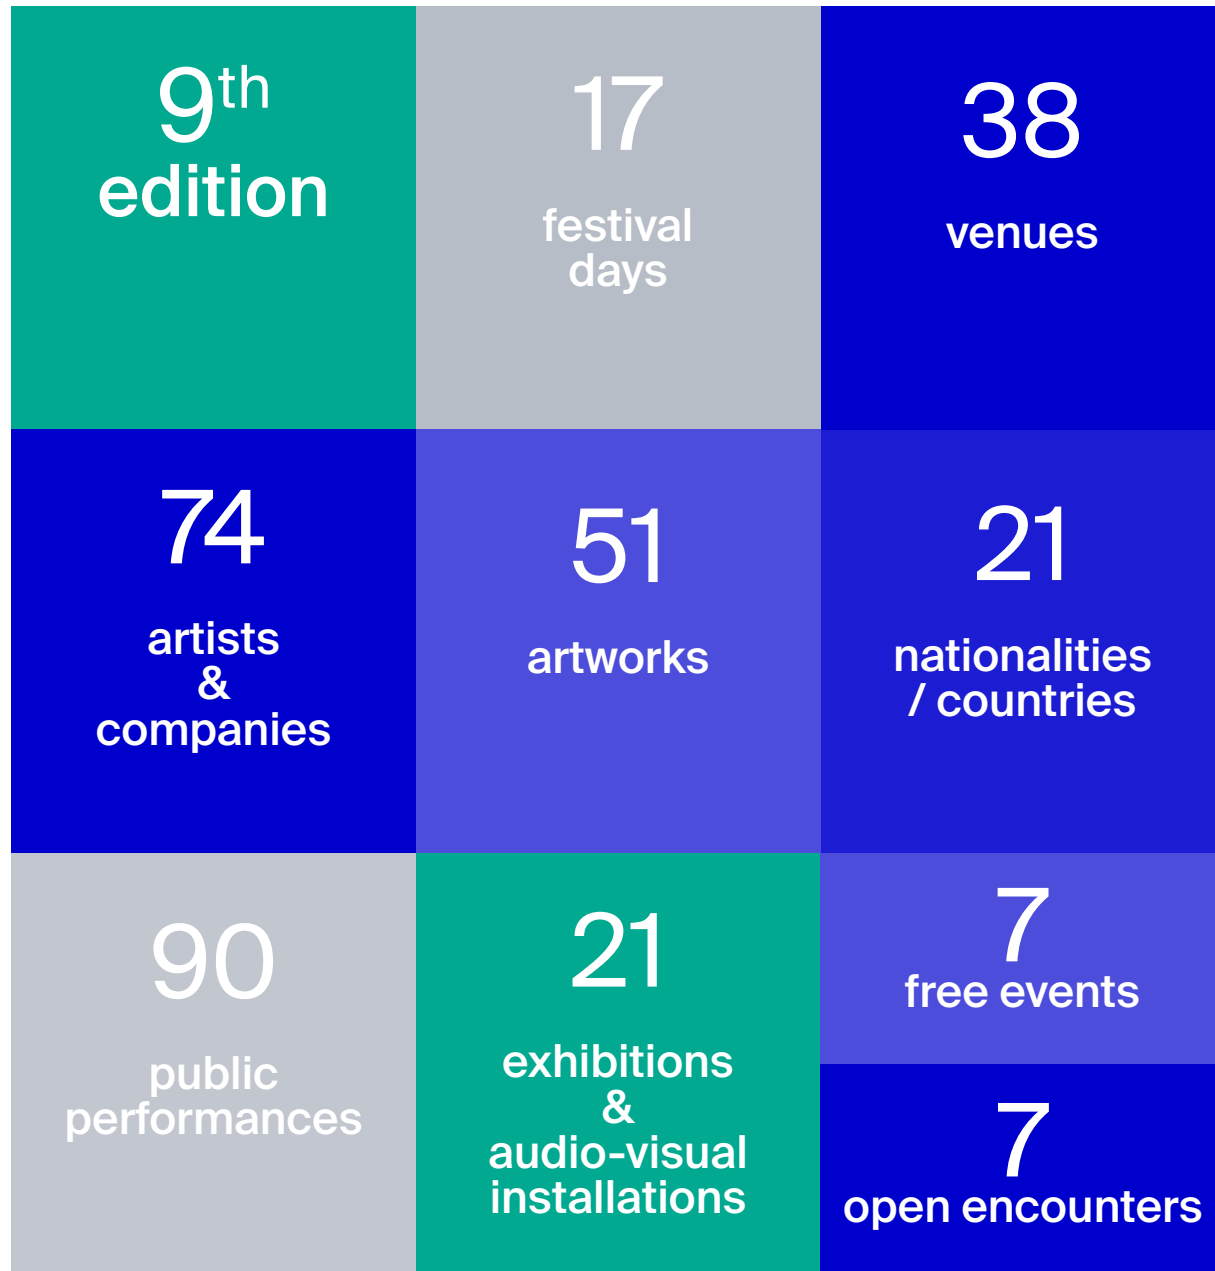 9th
edition
17
festival
days
38
venues
74
artists
&
companies
51
artworks
21
nationalities
/ countries
90
public
performances
21
exhibitions
&
audio-visual
installations
7
free events
7
open encounters